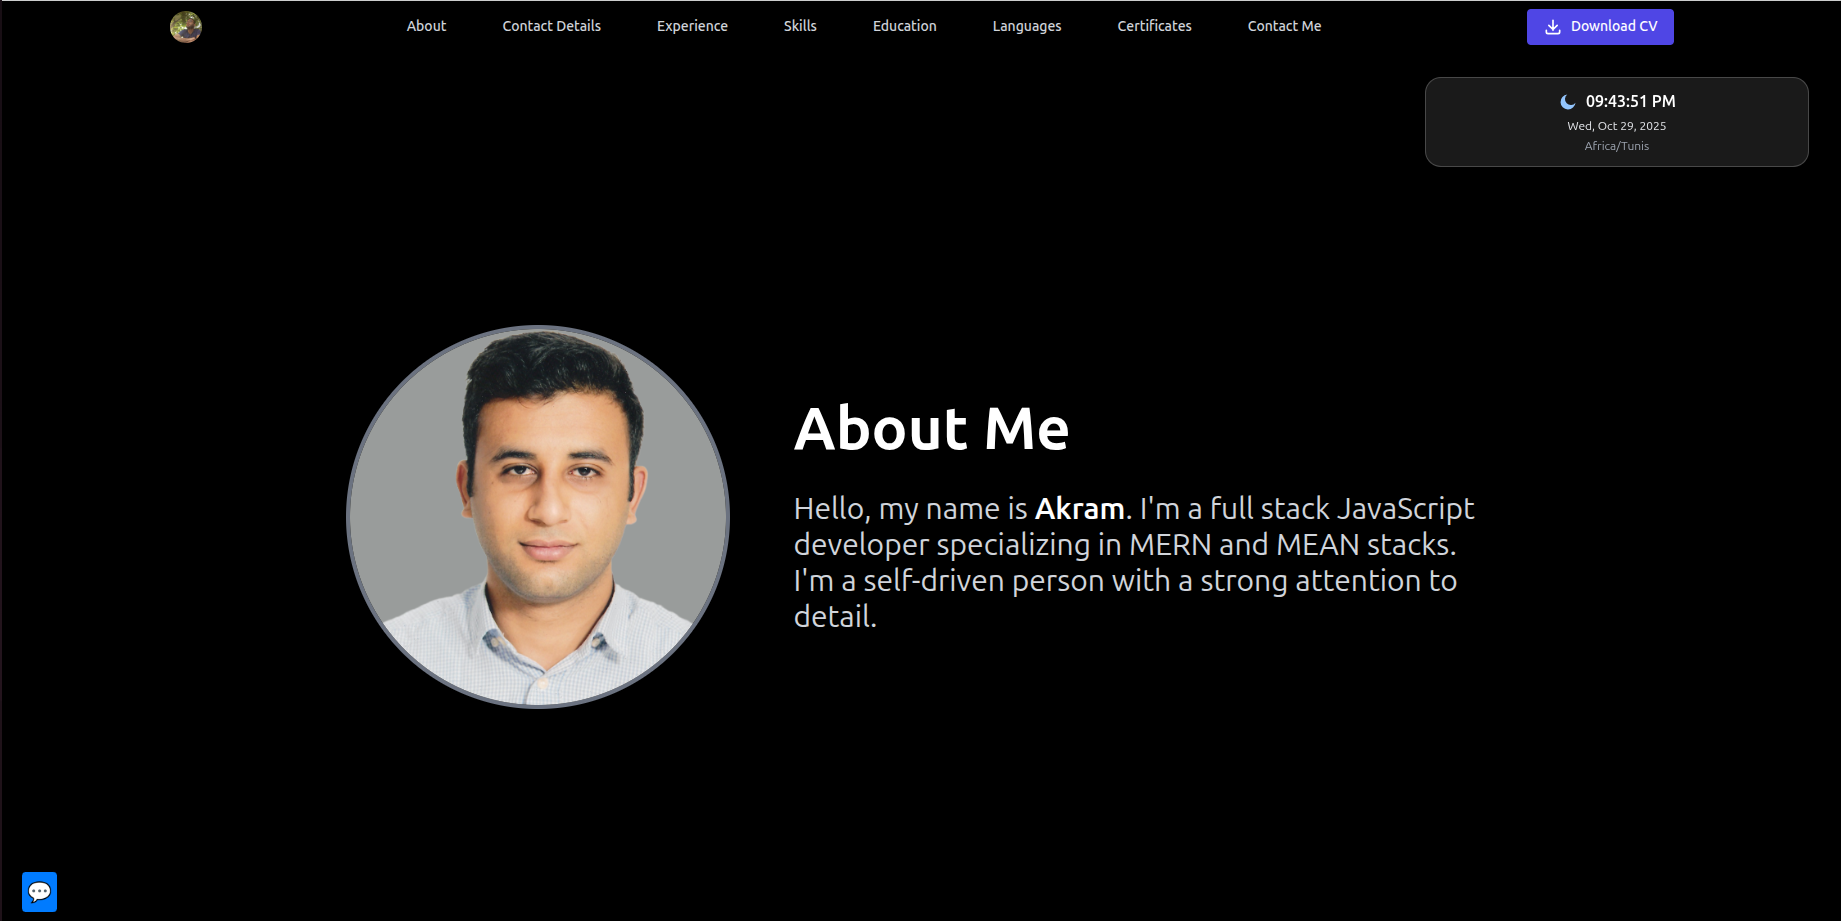 About Contact Details Experience Skills Education Languages Certificates Contact Me Download CV
09:43:51 PM
Wed, Oct 29, 2025
Africa/Tunis
About Me
Hello, my name is Akram. I'm a full stack JavaScript
developer specializing in MERN and MEAN stacks.
I'm a self-driven person with a strong attention to
detail.